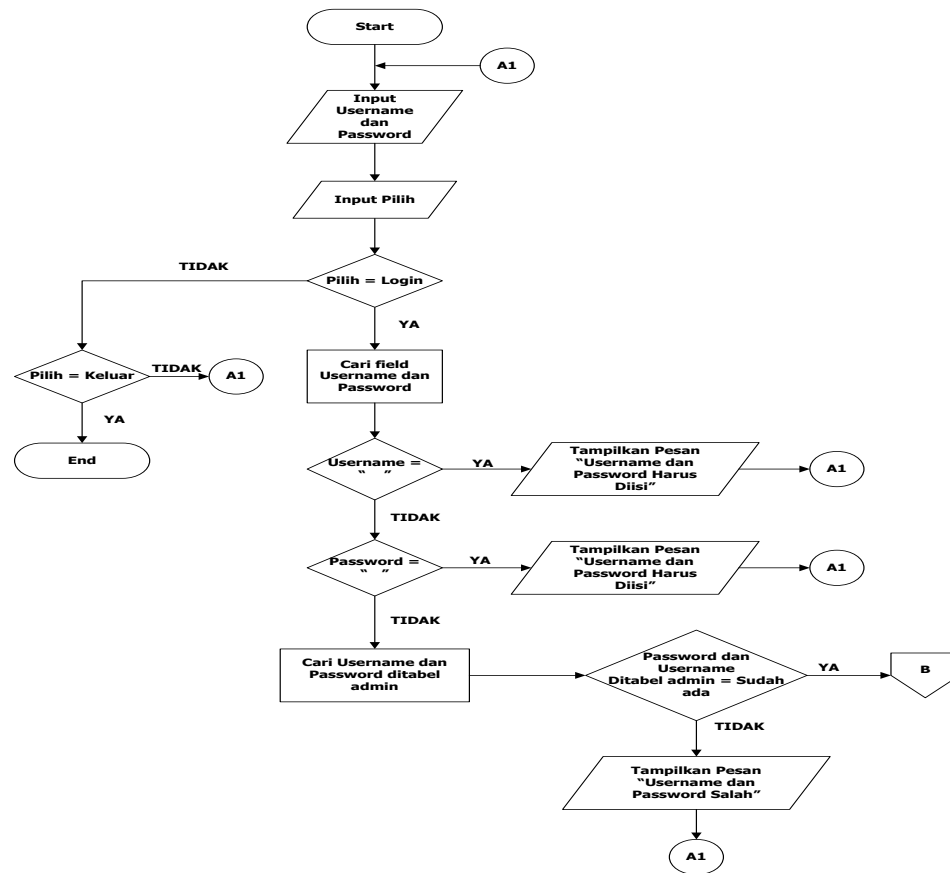 Start
A1
Input
Username
dan
Password
Input Pilih
TIDAK
Pilih = Login
YA
Pilih = Keluar
TIDAK
A1
YA
End
Cari field
Username dan
Password
Username =
“ ”
YA
Tampilkan Pesan
“Username dan
Password Harus
Diisi”
A1
TIDAK
Password =
“ ”
YA
Tampilkan Pesan
“Username dan
Password Harus
Diisi”
A1
TIDAK
Cari Username dan
Password ditabel
admin
Password dan
Username
Ditabel admin = Sudah
ada
YA
B
TIDAK
Tampilkan Pesan
“Username dan
Password Salah”
A1